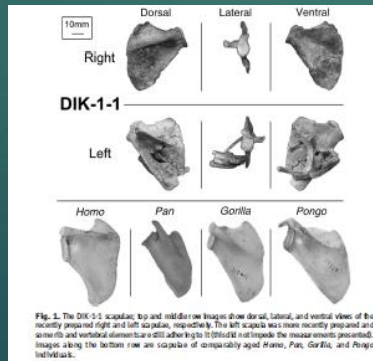 10mm
Dorsal Lateral Ventral
Right
DIK-1-1
Left
Homo Pan Gorilla Pongo
Fig. 1. The DIK-1-1 scapulae; top and middle row images show dorsal, lateral, and ventral views of the
recently prepared right and left scapulae, respectively. The left scapula was more recently prepared and
some rib and vertebral elements are still adhering to it (this did not impede the measurements presented).
Images along the bottom row are scapulae of comparably aged Homo, Pan, Gorilla, and Pongo
individuals.